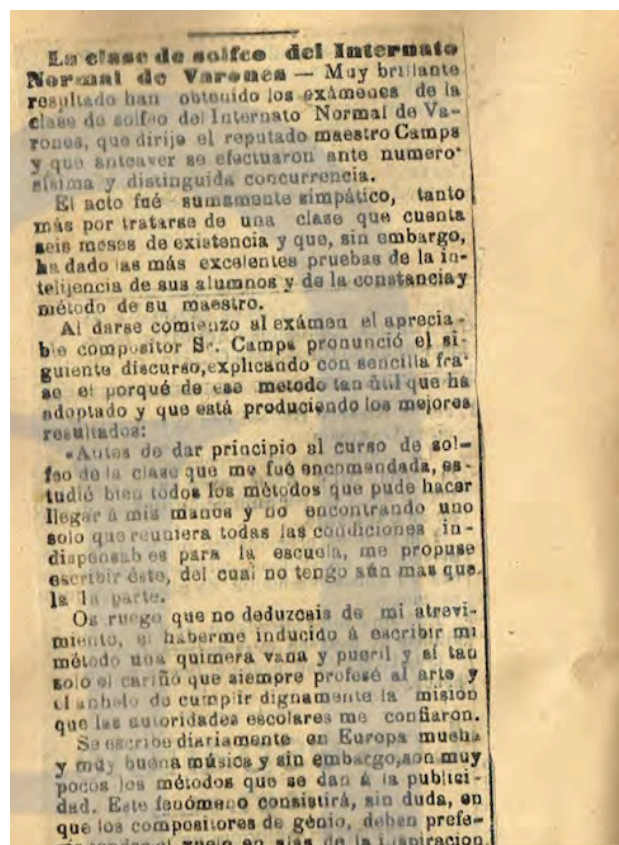 La clase de solfeo del Internato
Normal de Varones — Muy brillante
resultado han obtenido los exámenes de la
clase de solfeo del Internato Normal de Va-
rones, que dirije el reputado maestro Camps
y que anteayer se efectuaron ante numero-
sísima y distinguida concurrencia.
El acto fué sumamente simpático, tanto
más por tratarse de una clase que cuenta
seis meses de existencia y que, sin embargo,
ha dado las más excelentes pruebas de la in-
telijencia de sus alumnos y de la constancia y
método de su maestro.
Al darse comienzo al exámen el aprecia-
ble compositor Sr. Camps pronunció el si-
guiente discurso, explicando con sencilla fra-
se el porqué de ese metodo tan útil que ha
adoptado y que está produciendo los mejores
resultados:
«Antes de dar principio al curso de sol-
feo de la clase que me fué encomendada, es-
tudié bien todos los métodos que pude hacer
llegar á mis manos y no encontrando uno
solo que reuniera todas las condiciones in-
dispensables para la escuela, me propuse
escribir éste, del cual no tengo aún mas que
la 1a parte.
Os ruego que no deduzcais de mi atrevi-
miento, el haberme inducido á escribir mi
método una quimera vana y pueril y sí tan
solo el cariño que siempre profesé al arte y
el anhelo de cumplir dignamente la misión
que las autoridades escolares me confiaron.
Se escribe diariamente en Europa mucha
y muy buena música y sin embargo, son muy
pocos los métodos que se dan á la publici-
dad. Este fenómeno consistirá, sin duda, en
que los compositores de génio, deben prefe-
el vuelo en alas de la inspiracion